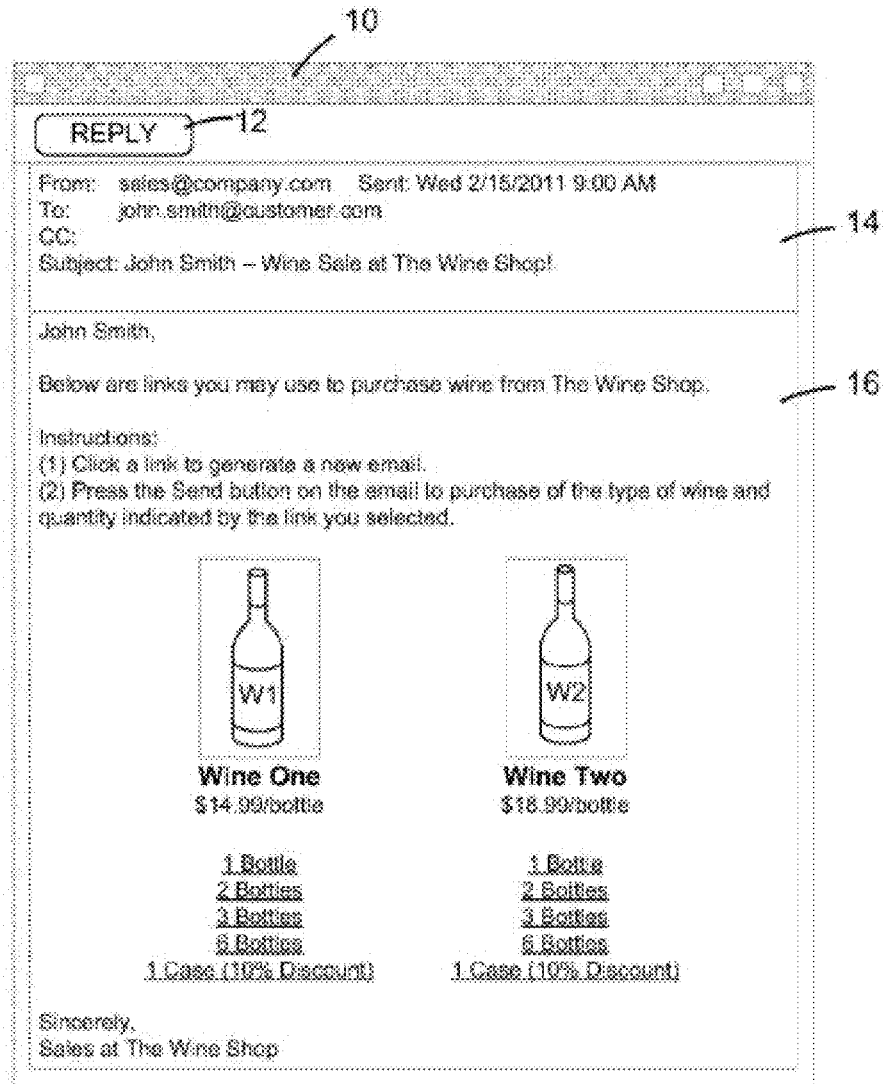 10
REPLY
12
From: sales@company.com Sent: Wed 2/15/2011 9:00 AM
To: john.smith@customer.com
CC:
Subject: John Smith – Wine Sale at The Wine Shop!
14
John Smith,
Below are links you may use to purchase wine from The Wine Shop.
16
Instructions:
(1) Click a link to generate a new email.
(2) Press the Send button on the email to purchase of the type of wine and
quantity indicated by the link you selected.
W1 W2
Wine One Wine Two
$14.99/bottle $18.99/bottle
1 Bottle 1 Bottle
2 Bottles 2 Bottles
3 Bottles 3 Bottles
6 Bottles 6 Bottles
1 Case (10% Discount) 1 Case (10% Discount)
Sincerely,
Sales at The Wine Shop